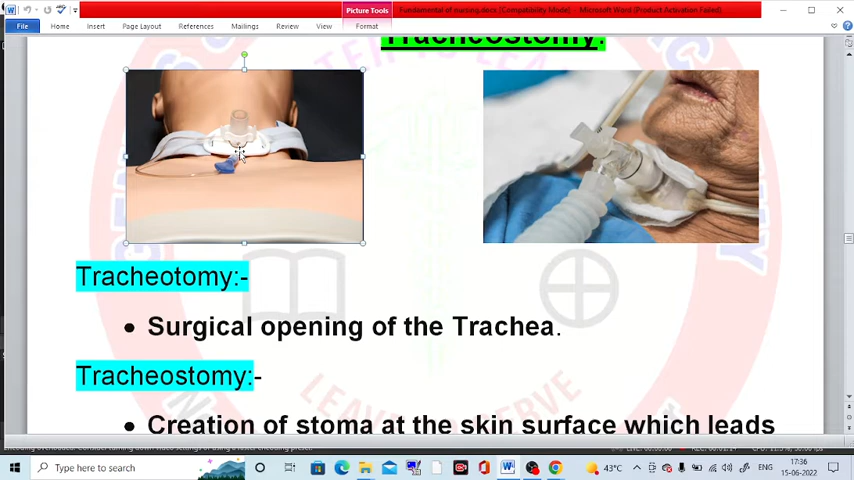 Picture Tools
Fundamental of nursing.docx [Compatibility Mode] - Microsoft Word (Product Activation Failed)
File Home Insert Page Layout References Mailings Review View Format
Tracheostomy:
Tracheotomy:-
• Surgical opening of the Trachea.
Tracheostomy:-
• Creation of stoma at the skin surface which leads
Type here to search
43°C
ENG
17:36
15-06-2022